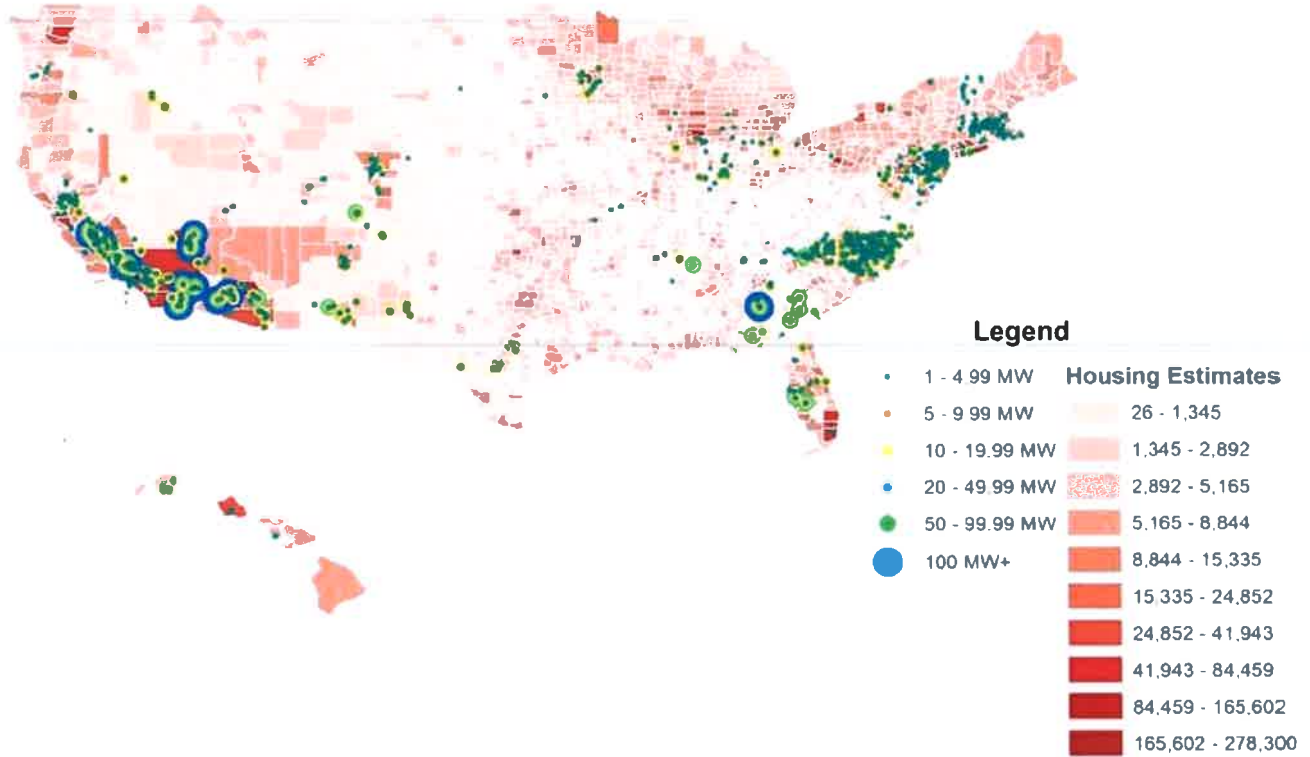 Legend
1 - 4.99 MW
5 - 9.99 MW
10 - 19.99 MW
20 - 49.99 MW
50 - 99.99 MW
100 MW+
Housing Estimates
26 - 1,345
1,345 - 2,892
2,892 - 5,165
5,165 - 8,844
8,844 - 15,335
15,335 - 24,852
24,852 - 41,943
41,943 - 84,459
84,459 - 165,602
165,602 - 278,300